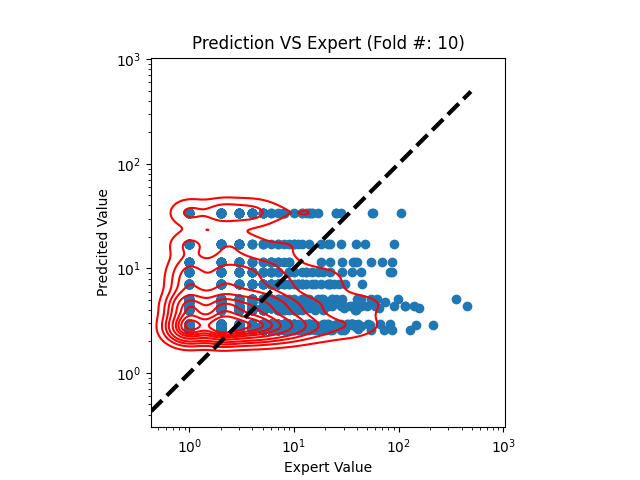 Prediction VS Expert (Fold #: 10)
10³
10²
10¹
10⁰
Predcited Value
10⁰ 10¹ 10² 10³
Expert Value